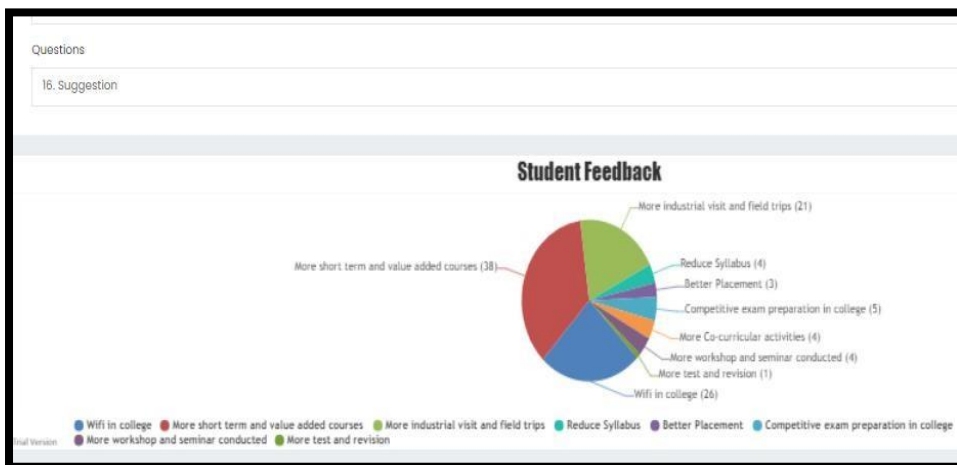 Questions
16. Suggestion
Student Feedback
More industrial visit and field trips (21)
More short term and value added courses (38)
Reduce Syllabus (4)
Better Placement (3)
Competitive exam preparation in college (5)
More Co-curricular activities (4)
More workshop and seminar conducted (4)
More test and revision (1)
Wifi in college (26)
Wifi in college More short term and value added courses More industrial visit and field trips Reduce Syllabus Better Placement Competitive exam preparation in college
Trial Version More workshop and seminar conducted More test and revision